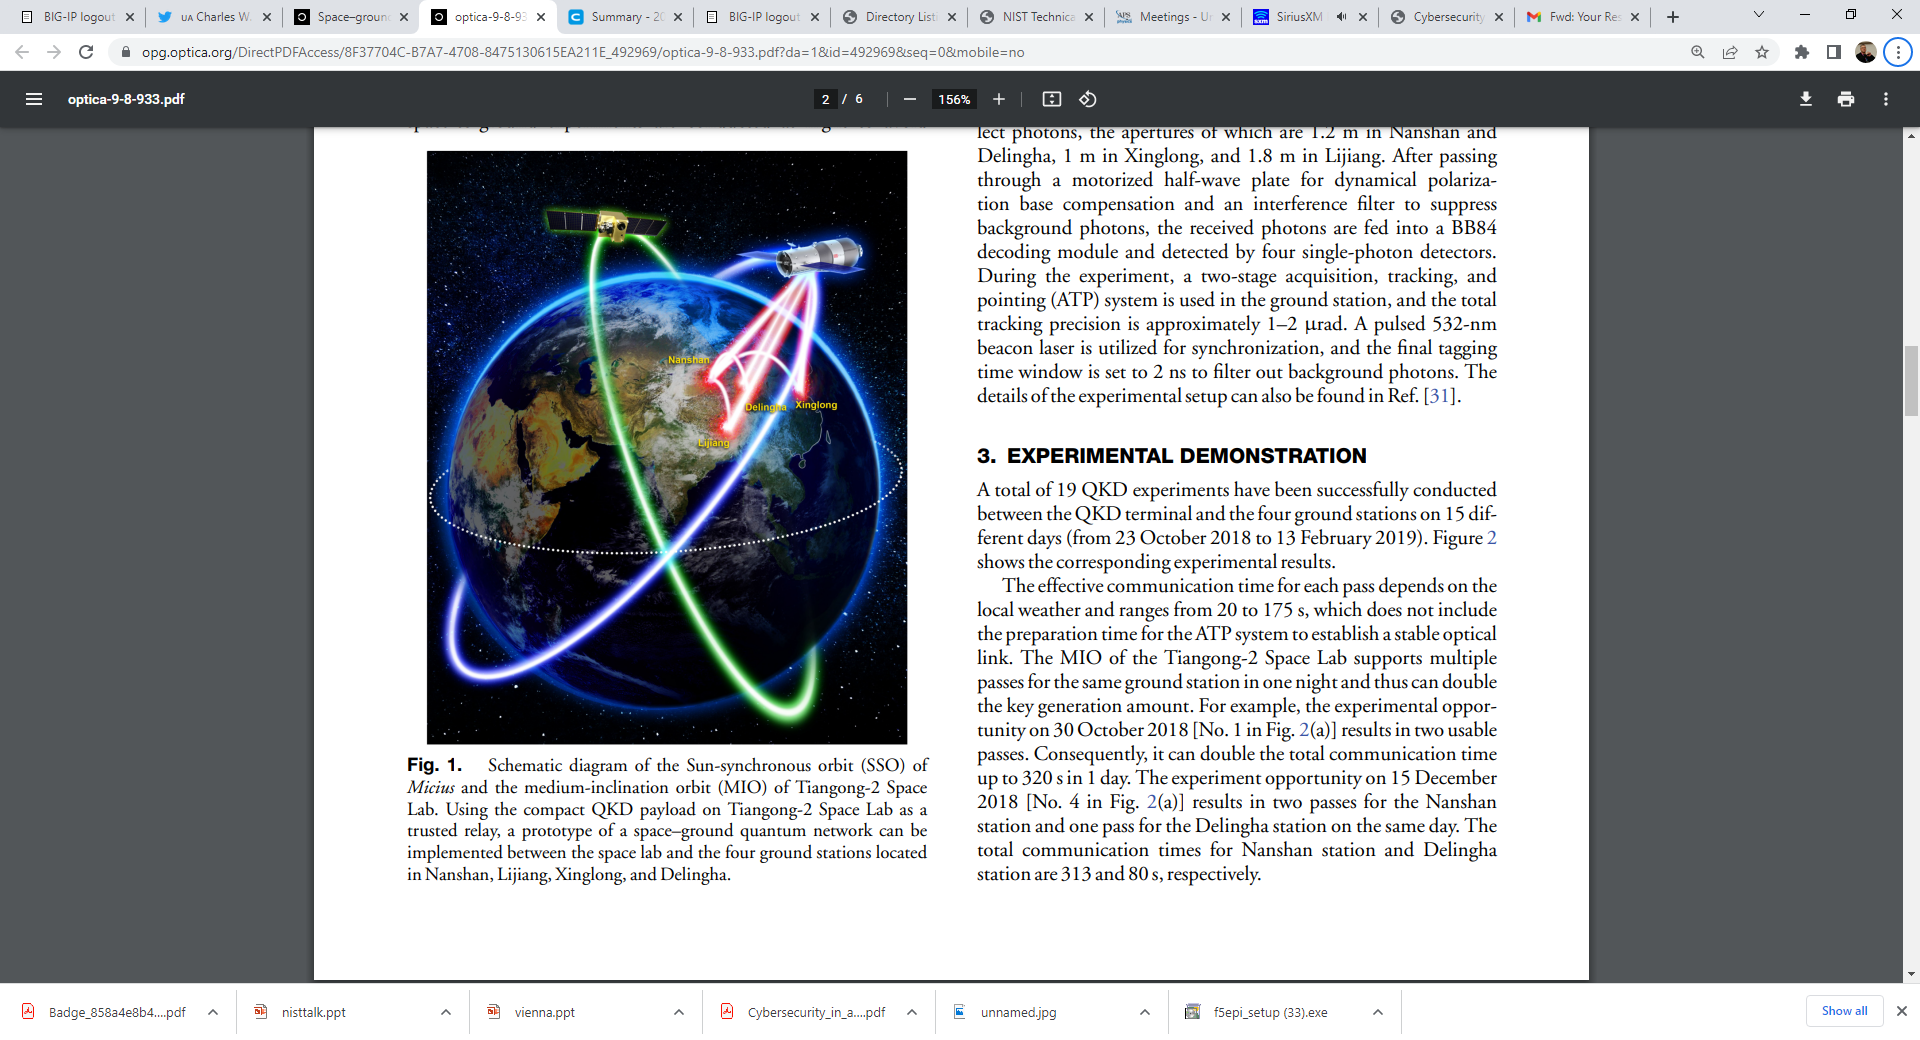 BIG-IP logout
UA Charles W
Space–groun
optica-9-8-93
Summary - 20
BIG-IP logout
Directory List
NIST Technica
Meetings - Un
SiriusXM
Cybersecurity
Fwd: Your Res
opg.optica.org/DirectPDFAccess/8F37704C-B7A7-4708-8475130615EA211E_492969/optica-9-8-933.pdf?da=1&id=492969&seq=0&mobile=no
optica-9-8-933.pdf
2 / 6
156%
Nanshan
Delingha
Xinglong
Lijiang
Fig. 1. Schematic diagram of the Sun-synchronous orbit (SSO) of
Micius and the medium-inclination orbit (MIO) of Tiangong-2 Space
Lab. Using the compact QKD payload on Tiangong-2 Space Lab as a
trusted relay, a prototype of a space–ground quantum network can be
implemented between the space lab and the four ground stations located
in Nanshan, Lijiang, Xinglong, and Delingha.
lect photons, the apertures of which are 1.2 m in Nanshan and
Delingha, 1 m in Xinglong, and 1.8 m in Lijiang. After passing
through a motorized half-wave plate for dynamical polariza-
tion base compensation and an interference filter to suppress
background photons, the received photons are fed into a BB84
decoding module and detected by four single-photon detectors.
During the experiment, a two-stage acquisition, tracking, and
pointing (ATP) system is used in the ground station, and the total
tracking precision is approximately 1–2 μrad. A pulsed 532-nm
beacon laser is utilized for synchronization, and the final tagging
time window is set to 2 ns to filter out background photons. The
details of the experimental setup can also be found in Ref. [31].
3. EXPERIMENTAL DEMONSTRATION
A total of 19 QKD experiments have been successfully conducted
between the QKD terminal and the four ground stations on 15 dif-
ferent days (from 23 October 2018 to 13 February 2019). Figure 2
shows the corresponding experimental results.
The effective communication time for each pass depends on the
local weather and ranges from 20 to 175 s, which does not include
the preparation time for the ATP system to establish a stable optical
link. The MIO of the Tiangong-2 Space Lab supports multiple
passes for the same ground station in one night and thus can double
the key generation amount. For example, the experimental oppor-
tunity on 30 October 2018 [No. 1 in Fig. 2(a)] results in two usable
passes. Consequently, it can double the total communication time
up to 320 s in 1 day. The experiment opportunity on 15 December
2018 [No. 4 in Fig. 2(a)] results in two passes for the Nanshan
station and one pass for the Delingha station on the same day. The
total communication times for Nanshan station and Delingha
station are 313 and 80 s, respectively.
Badge_858a4e8b4....pdf
nisttalk.ppt
vienna.ppt
Cybersecurity_in_a....pdf
unnamed.jpg
f5epi_setup (33).exe
Show all